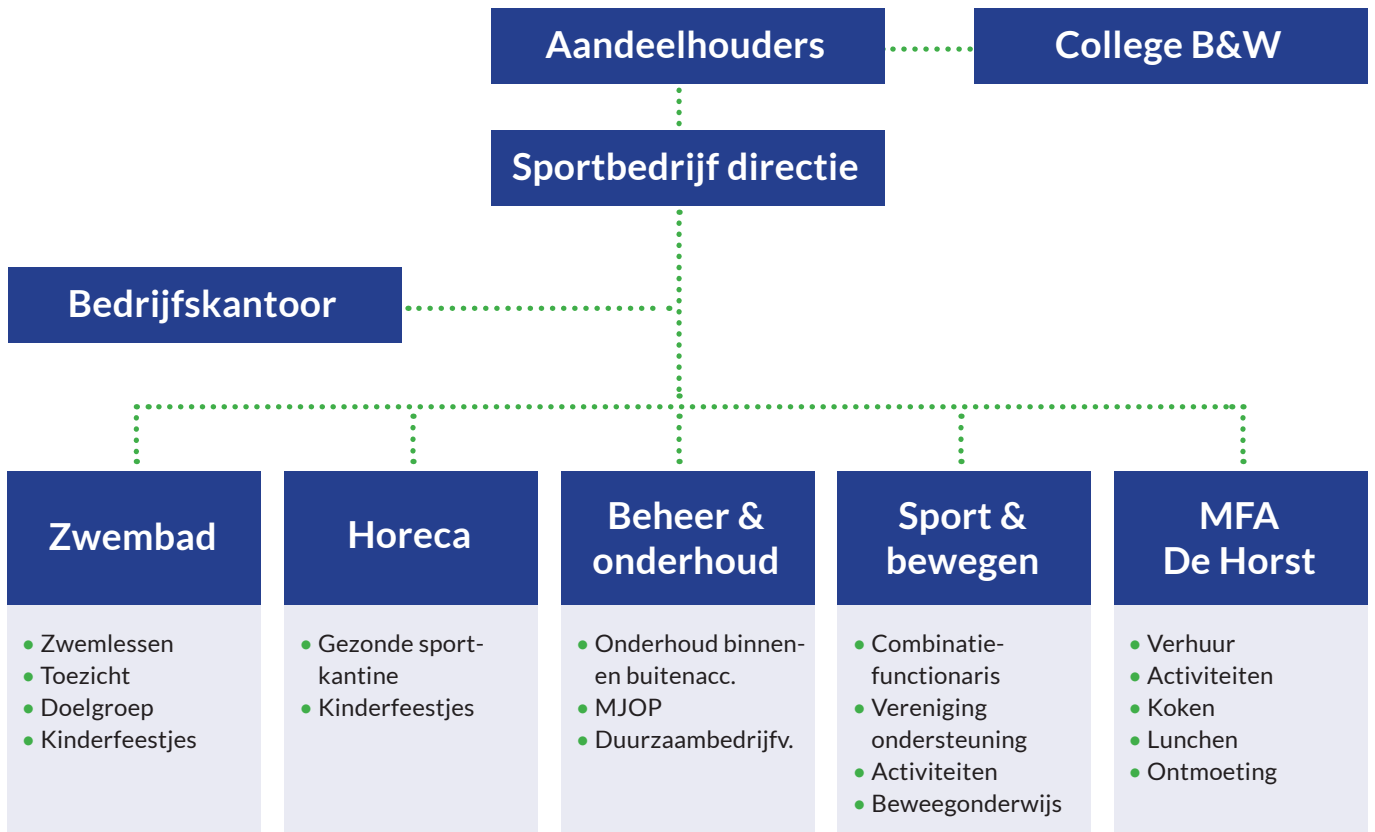 Aandeelhouders
College B&W
Sportbedrijf directie
Bedrijfskantoor
Zwembad
• Zwemlessen
• Toezicht
• Doelgroep
• Kinderfeestjes
Horeca
• Gezonde sport-
kantine
• Kinderfeestjes
Beheer &
onderhoud
• Onderhoud binnen-
en buitenacc.
• MJOP
• Duurzaambedrijfv.
Sport &
bewegen
• Combinatie-
functionaris
• Vereniging
ondersteuning
• Activiteiten
• Beweegonderwijs
MFA
De Horst
• Verhuur
• Activiteiten
• Koken
• Lunchen
• Ontmoeting